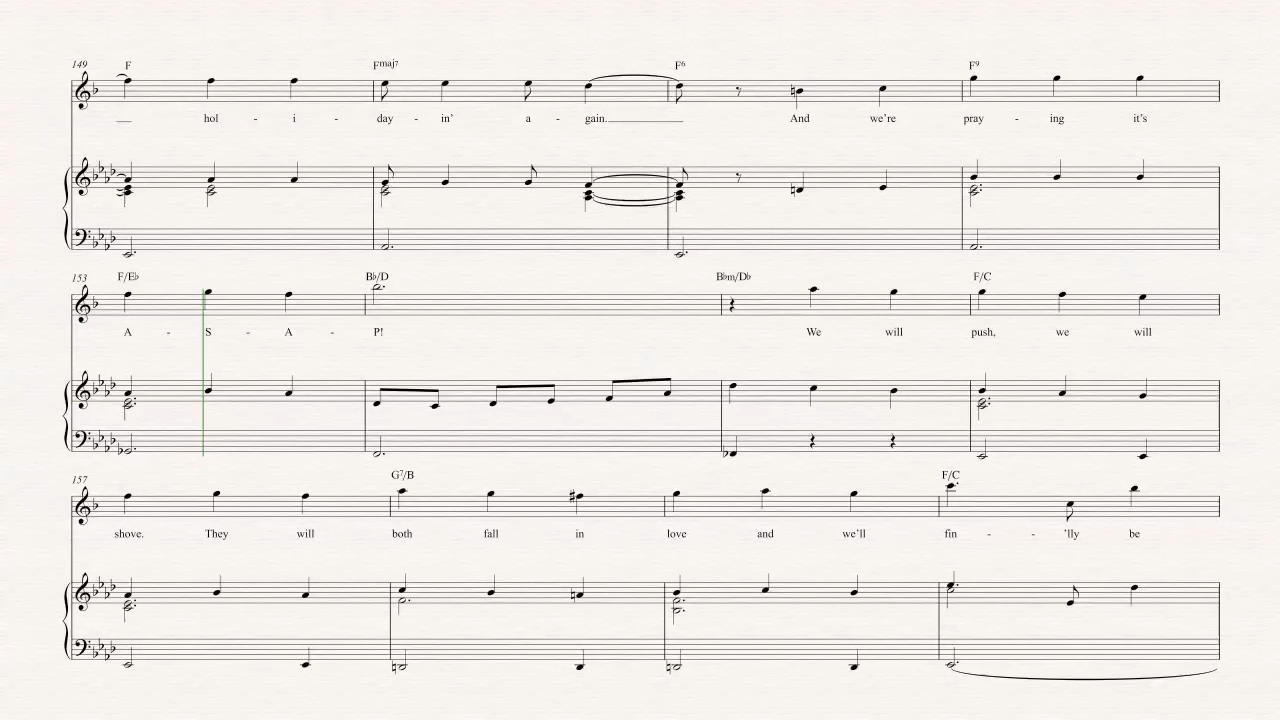 149 F Fmaj7 F6 F9
hol - i - day - in' a - gain. And we're pray - ing it's
153 F/E♭ B♭/D B♭m/D♭ F/C
A - S - A - P! We will push, we will
157 G7/B F/C
shove. They will both fall in love and we'll fin - - 'lly be